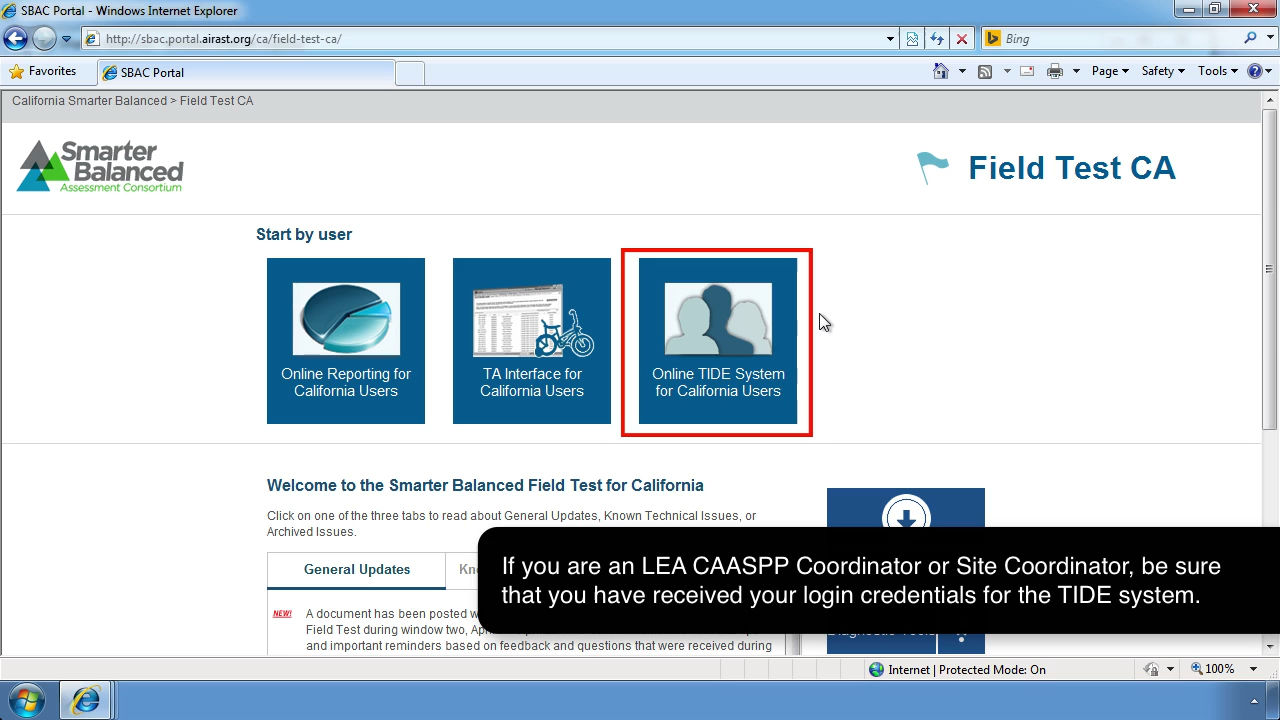 SBAC Portal - Windows Internet Explorer
http://sbac.portal.airast.org/ca/field-test-ca/
Bing
Favorites
SBAC Portal
Page
Safety
Tools
California Smarter Balanced > Field Test CA
Smarter
Balanced
Assessment Consortium
Field Test CA
Start by user
Online Reporting for
California Users
TA Interface for
California Users
Online TIDE System
for California Users
Welcome to the Smarter Balanced Field Test for California
Click on one of the three tabs to read about General Updates, Known Technical Issues, or
Archived Issues.
General Updates
If you are an LEA CAASPP Coordinator or Site Coordinator, be sure
that you have received your login credentials for the TIDE system.
NEW!
A document has been posted
Field Test during window two,
and important reminders based on feedback and questions that were received during
Internet | Protected Mode: On
100%